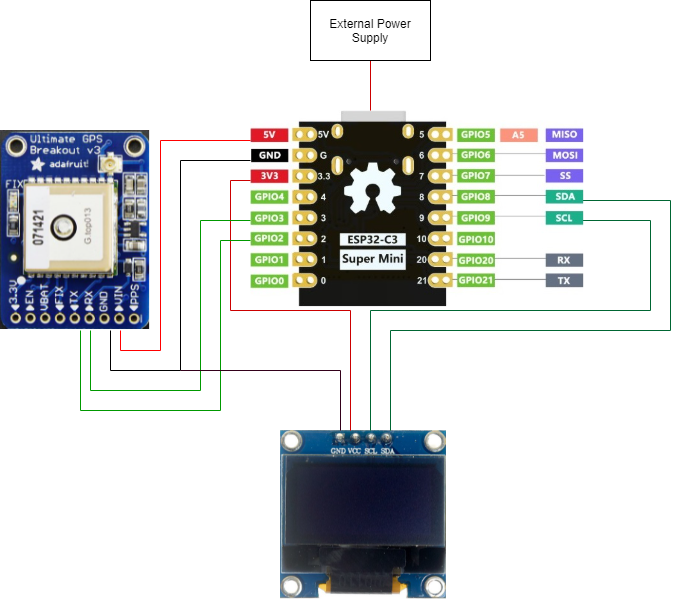 External Power
Supply
Ultimate GPS
Breakout v3
adafruit!
FIX
071421
G.top013
3.3V
EN
VBAT
FIX
TX
RX
GND
VIN
PPS
5V
GND
3V3
GPIO4
GPIO3
GPIO2
GPIO1
GPIO0
5V
G
3.3
4
3
2
1
0
ESP32-C3
Super Mini
5
6
7
8
9
10
20
21
GPIO5 A5 MISO
GPIO6 MOSI
GPIO7 SS
GPIO8 SDA
GPIO9 SCL
GPIO10
GPIO20 RX
GPIO21 TX
GND VCC SCL SDA